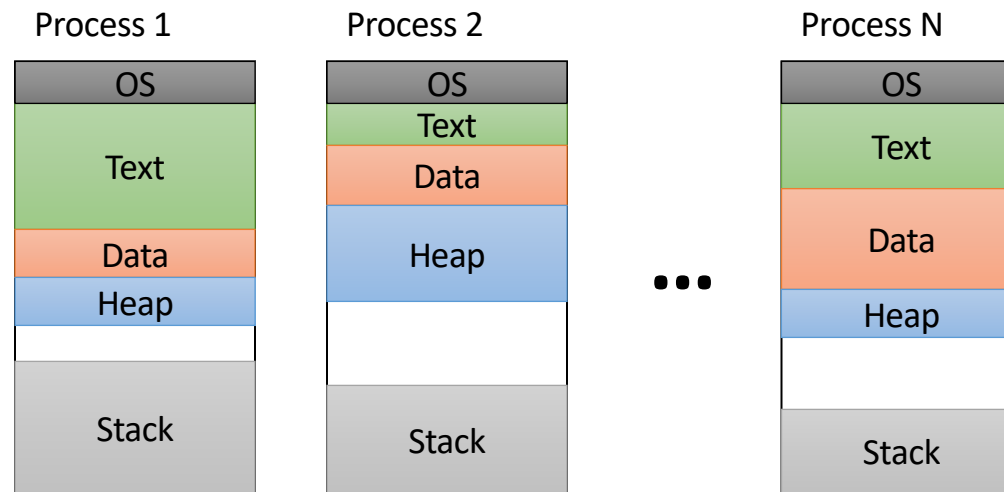 Process 1
OS
Text
Data
Heap
Stack
Process 2
OS
Text
Data
Heap
Stack
...
Process N
OS
Text
Data
Heap
Stack